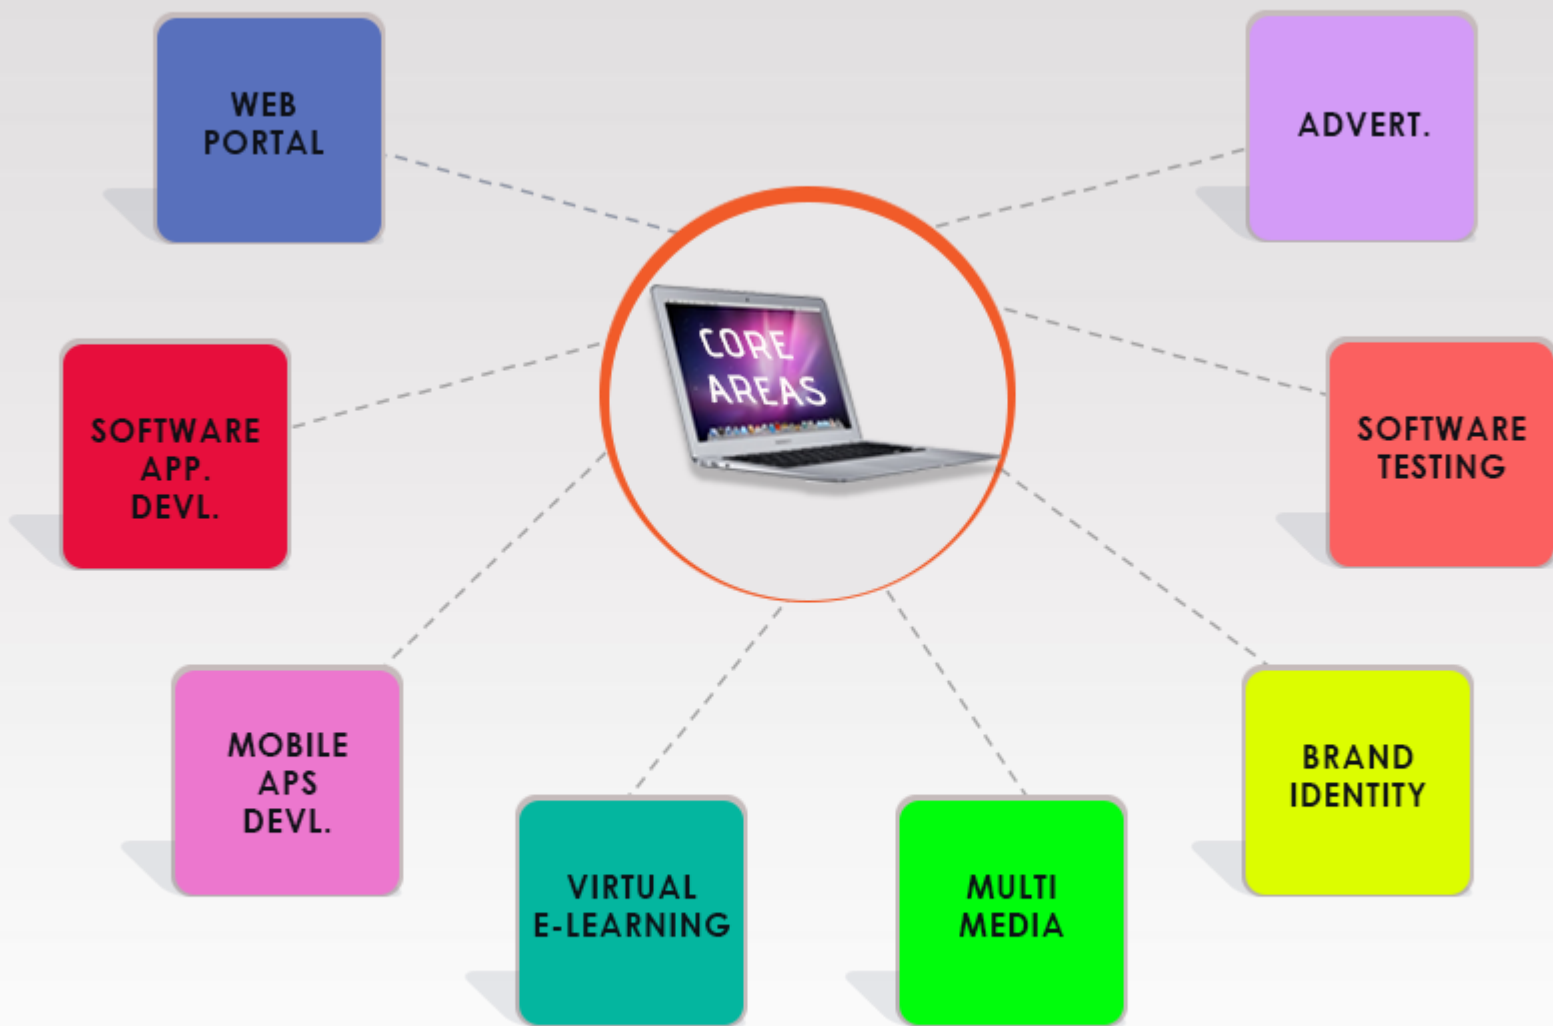 WEB
PORTAL
ADVERT.
CORE
AREAS
SOFTWARE
APP.
DEVL.
SOFTWARE
TESTING
MOBILE
APS
DEVL.
BRAND
IDENTITY
VIRTUAL
E-LEARNING
MULTI
MEDIA